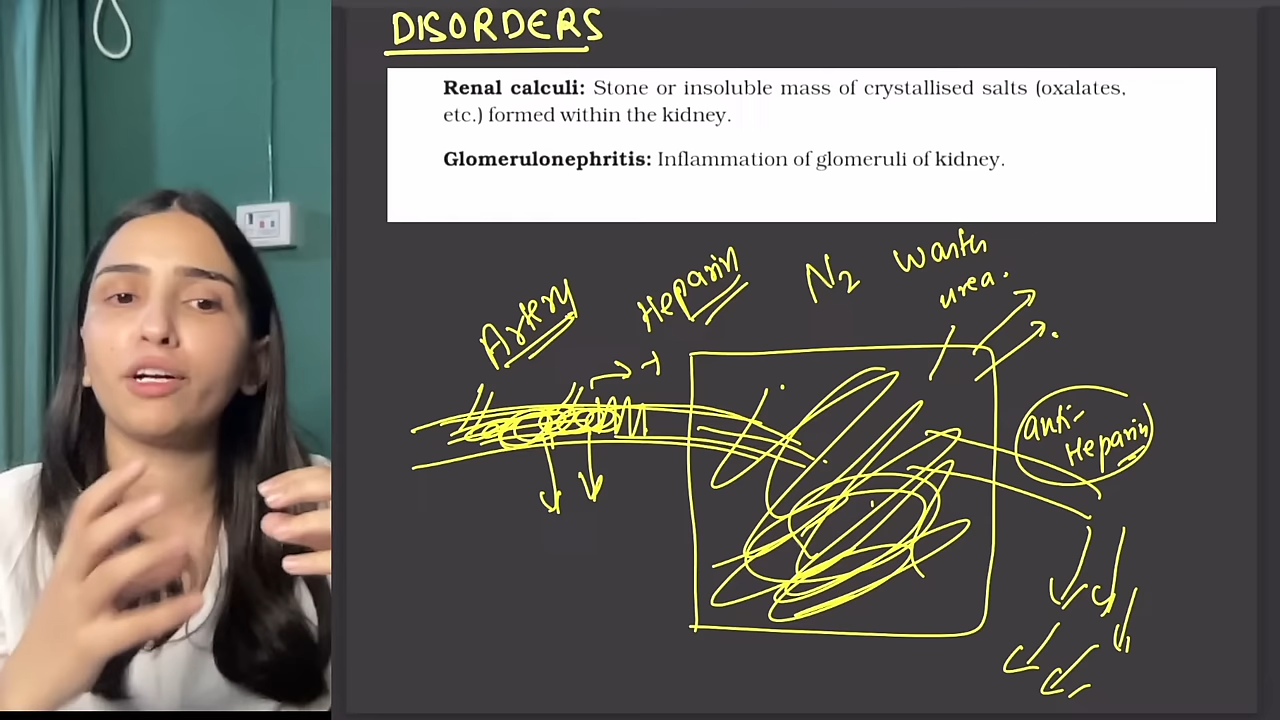 DISORDERS
Renal calculi: Stone or insoluble mass of crystallised salts (oxalates,
etc.) formed within the kidney.
Glomerulonephritis: Inflammation of glomeruli of kidney.
Artery
Heparin
N2
urea.
anti-
Heparin